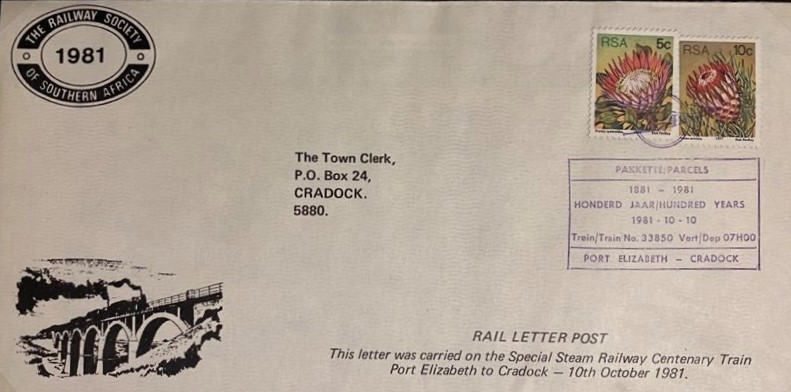 THE RAILWAY SOCIETY
1981
OF SOUTHERN AFRICA
RSA 5c
RSA 10c
The Town Clerk,
P.O. Box 24,
CRADOCK.
5880.
PAKKETTE/PARCELS
1881 - 1981
HONDERD JAAR/HUNDRED YEARS
1981-10-10
Trein/Train No. 33850 Vert/Dep 07H00
PORT ELIZABETH - CRADOCK
RAIL LETTER POST
This letter was carried on the Special Steam Railway Centenary Train
Port Elizabeth to Cradock — 10th October 1981.